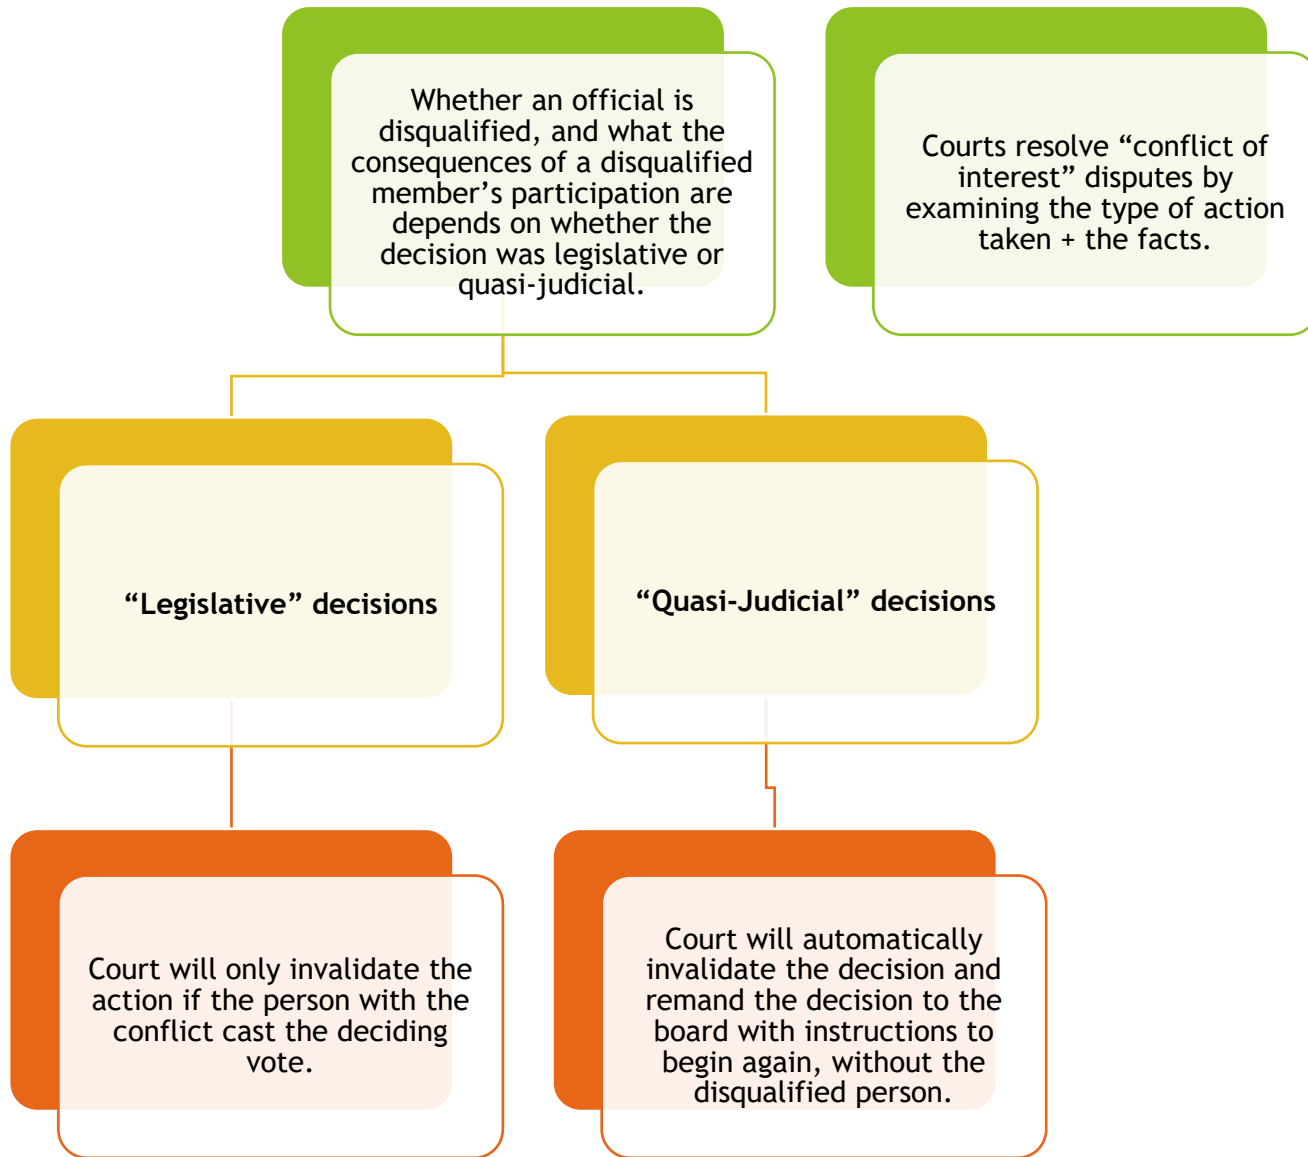 Whether an official is
disqualified, and what the
consequences of a disqualified
member’s participation are
depends on whether the
decision was legislative or
quasi-judicial.
Courts resolve “conflict of
interest” disputes by
examining the type of action
taken + the facts.
“Legislative” decisions
“Quasi-Judicial” decisions
Court will only invalidate the
action if the person with the
conflict cast the deciding
vote.
Court will automatically
invalidate the decision and
remand the decision to the
board with instructions to
begin again, without the
disqualified person.